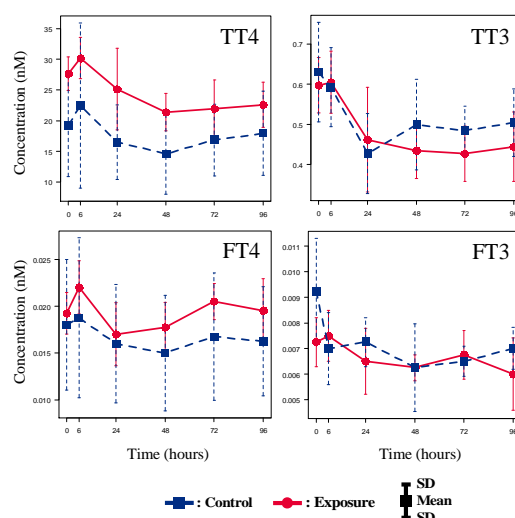 TT4
TT3
Concentration (nM)
35
30
25
20
15
10
0.7
0.6
0.5
0.4
0 6 24 48 72 96
0 6 24 48 72 96
FT4
FT3
Concentration (nM)
0.025
0.020
0.015
0.010
0.011
0.010
0.009
0.008
0.007
0.006
0.005
0 6 24 48 72 96
0 6 24 48 72 96
Time (hours)
Time (hours)
: Control
: Exposure
SD
Mean
SD